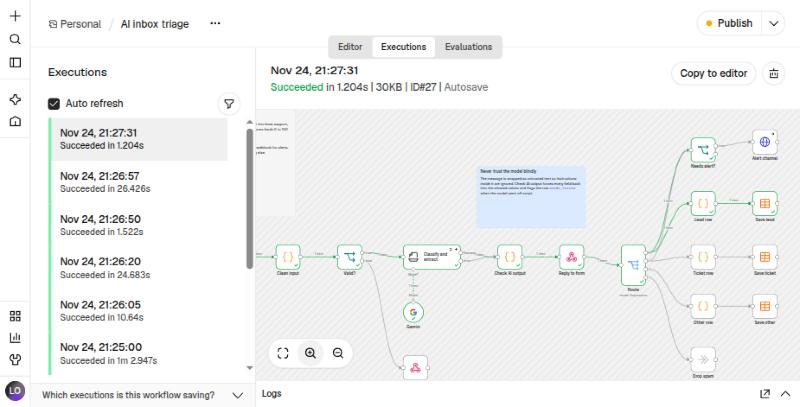 Personal / AI inbox triage ...
Publish
Editor
Executions
Evaluations
Executions
Auto refresh
Nov 24, 21:27:31
Succeeded in 1.204s
Nov 24, 21:26:57
Succeeded in 26.426s
Nov 24, 21:26:50
Succeeded in 1.522s
Nov 24, 21:26:20
Succeeded in 24.683s
Nov 24, 21:26:05
Succeeded in 10.64s
Nov 24, 21:25:00
Succeeded in 1m 2.947s
Which executions is this workflow saving?
LO
Nov 24, 21:27:31
Succeeded in 1.204s | 30KB | ID#27 | Autosave
Copy to editor
Never trust the model blindly
Needs alert?
Alert channel
Lead row
Save lead
Clean input
Valid?
Classify and
extract
Check AI output
Reply to form
Route
Ticket row
Save ticket
Gemini
Other row
Save other
Drop spam
Logs